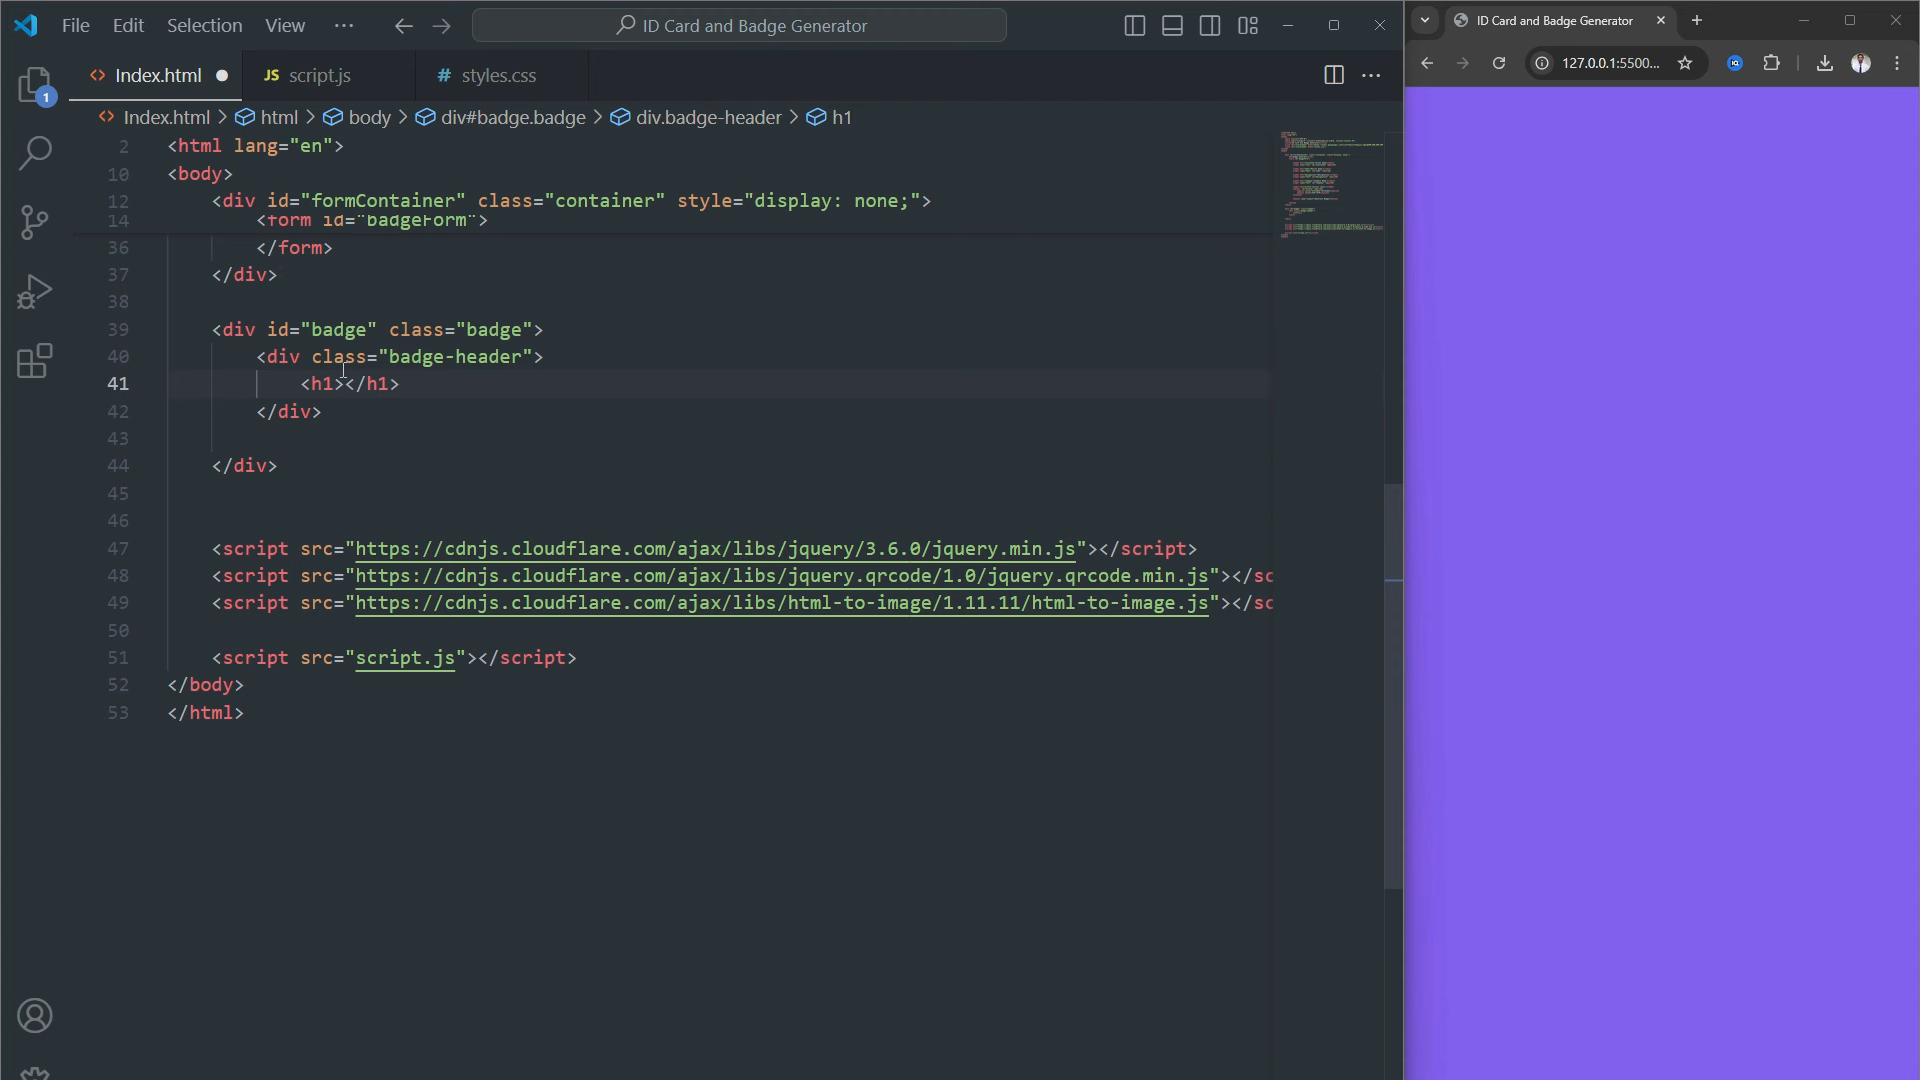 File Edit Selection View ··· ID Card and Badge Generator
ID Card and Badge Generator
127.0.0.1:5500...
Index.html script.js styles.css
JS
#
1
Index.html > html > body > div#badge.badge > div.badge-header > h1
2 <html lang="en">
10 <body>
12 <div id="formContainer" class="container" style="display: none;">
14 <form id="badgeForm">
36 </form>
37 </div>
38
39 <div id="badge" class="badge">
40 <div class="badge-header">
41 <h1></h1>
42 </div>
43
44 </div>
45
46
47 <script src="https://cdnjs.cloudflare.com/ajax/libs/jquery/3.6.0/jquery.min.js"></script>
48 <script src="https://cdnjs.cloudflare.com/ajax/libs/jquery.qrcode/1.0/jquery.qrcode.min.js"></sc
49 <script src="https://cdnjs.cloudflare.com/ajax/libs/html-to-image/1.11.11/html-to-image.js"></sc
50
51 <script src="script.js"></script>
52 </body>
53 </html>